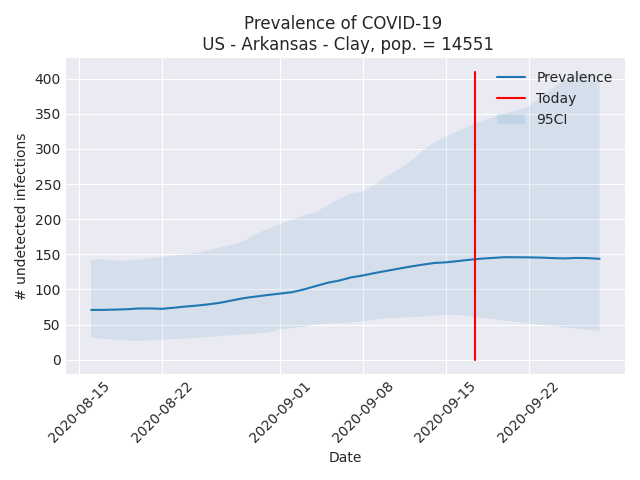 Prevalence of COVID-19
US - Arkansas - Clay, pop. = 14551
400
350
300
250
200
150
100
50
0
# undetected infections
Prevalence
Today
95CI
2020-08-15
2020-08-22
2020-09-01
2020-09-08
2020-09-15
2020-09-22
Date